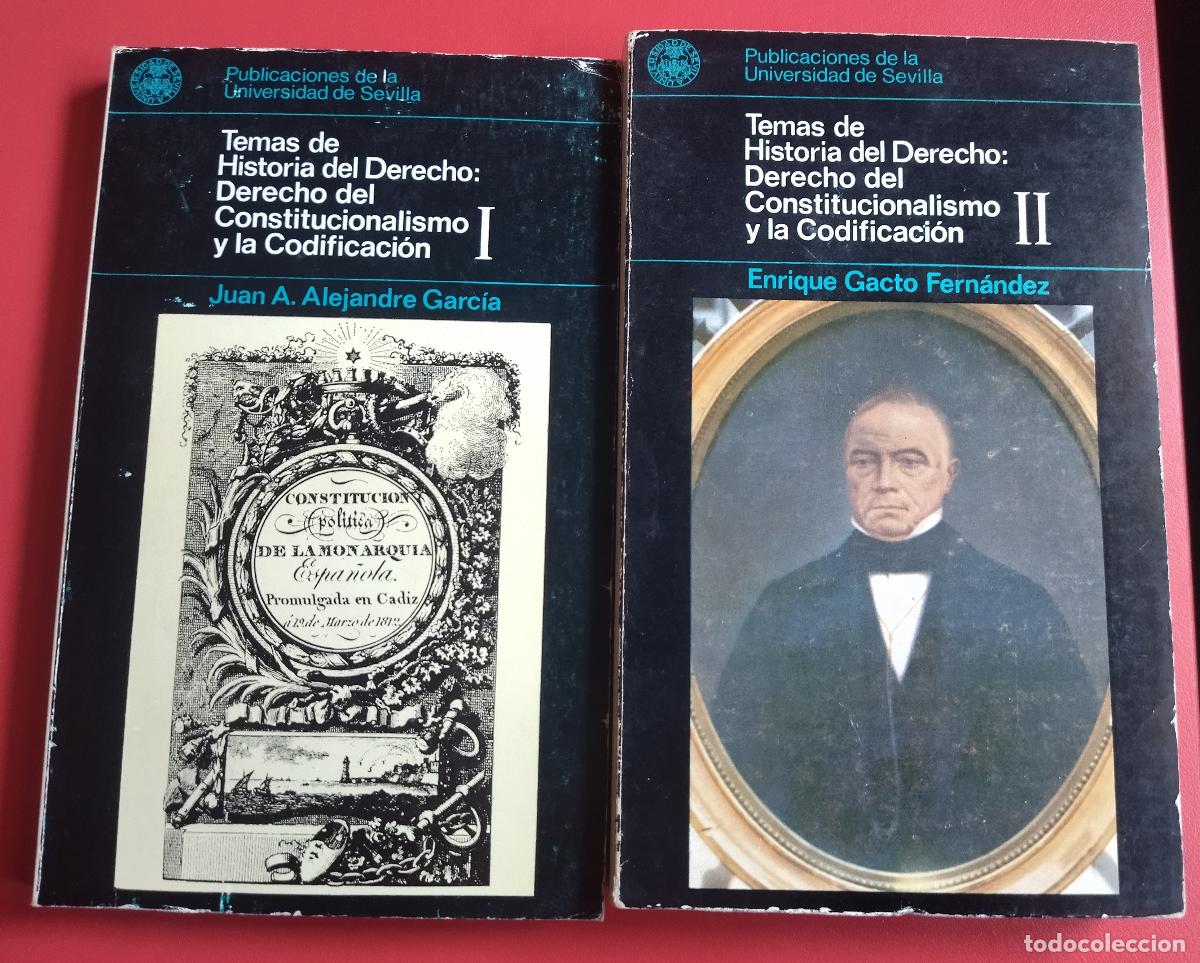 Publicaciones de la
Universidad de Sevilla
Temas de
Historia del Derecho:
Derecho del
Constitucionalismo
y la Codificación
I
Juan A. Alejandre García
CONSTITUCION
politica
DE LA MONARQUIA
Española.
Promulgada en Cadiz
á 19 de Marzo de 1812.
Publicaciones de la
Universidad de Sevilla
Temas de
Historia del Derecho:
Derecho del
Constitucionalismo
y la Codificación
II
Enrique Gacto Fernández
todocoleccion